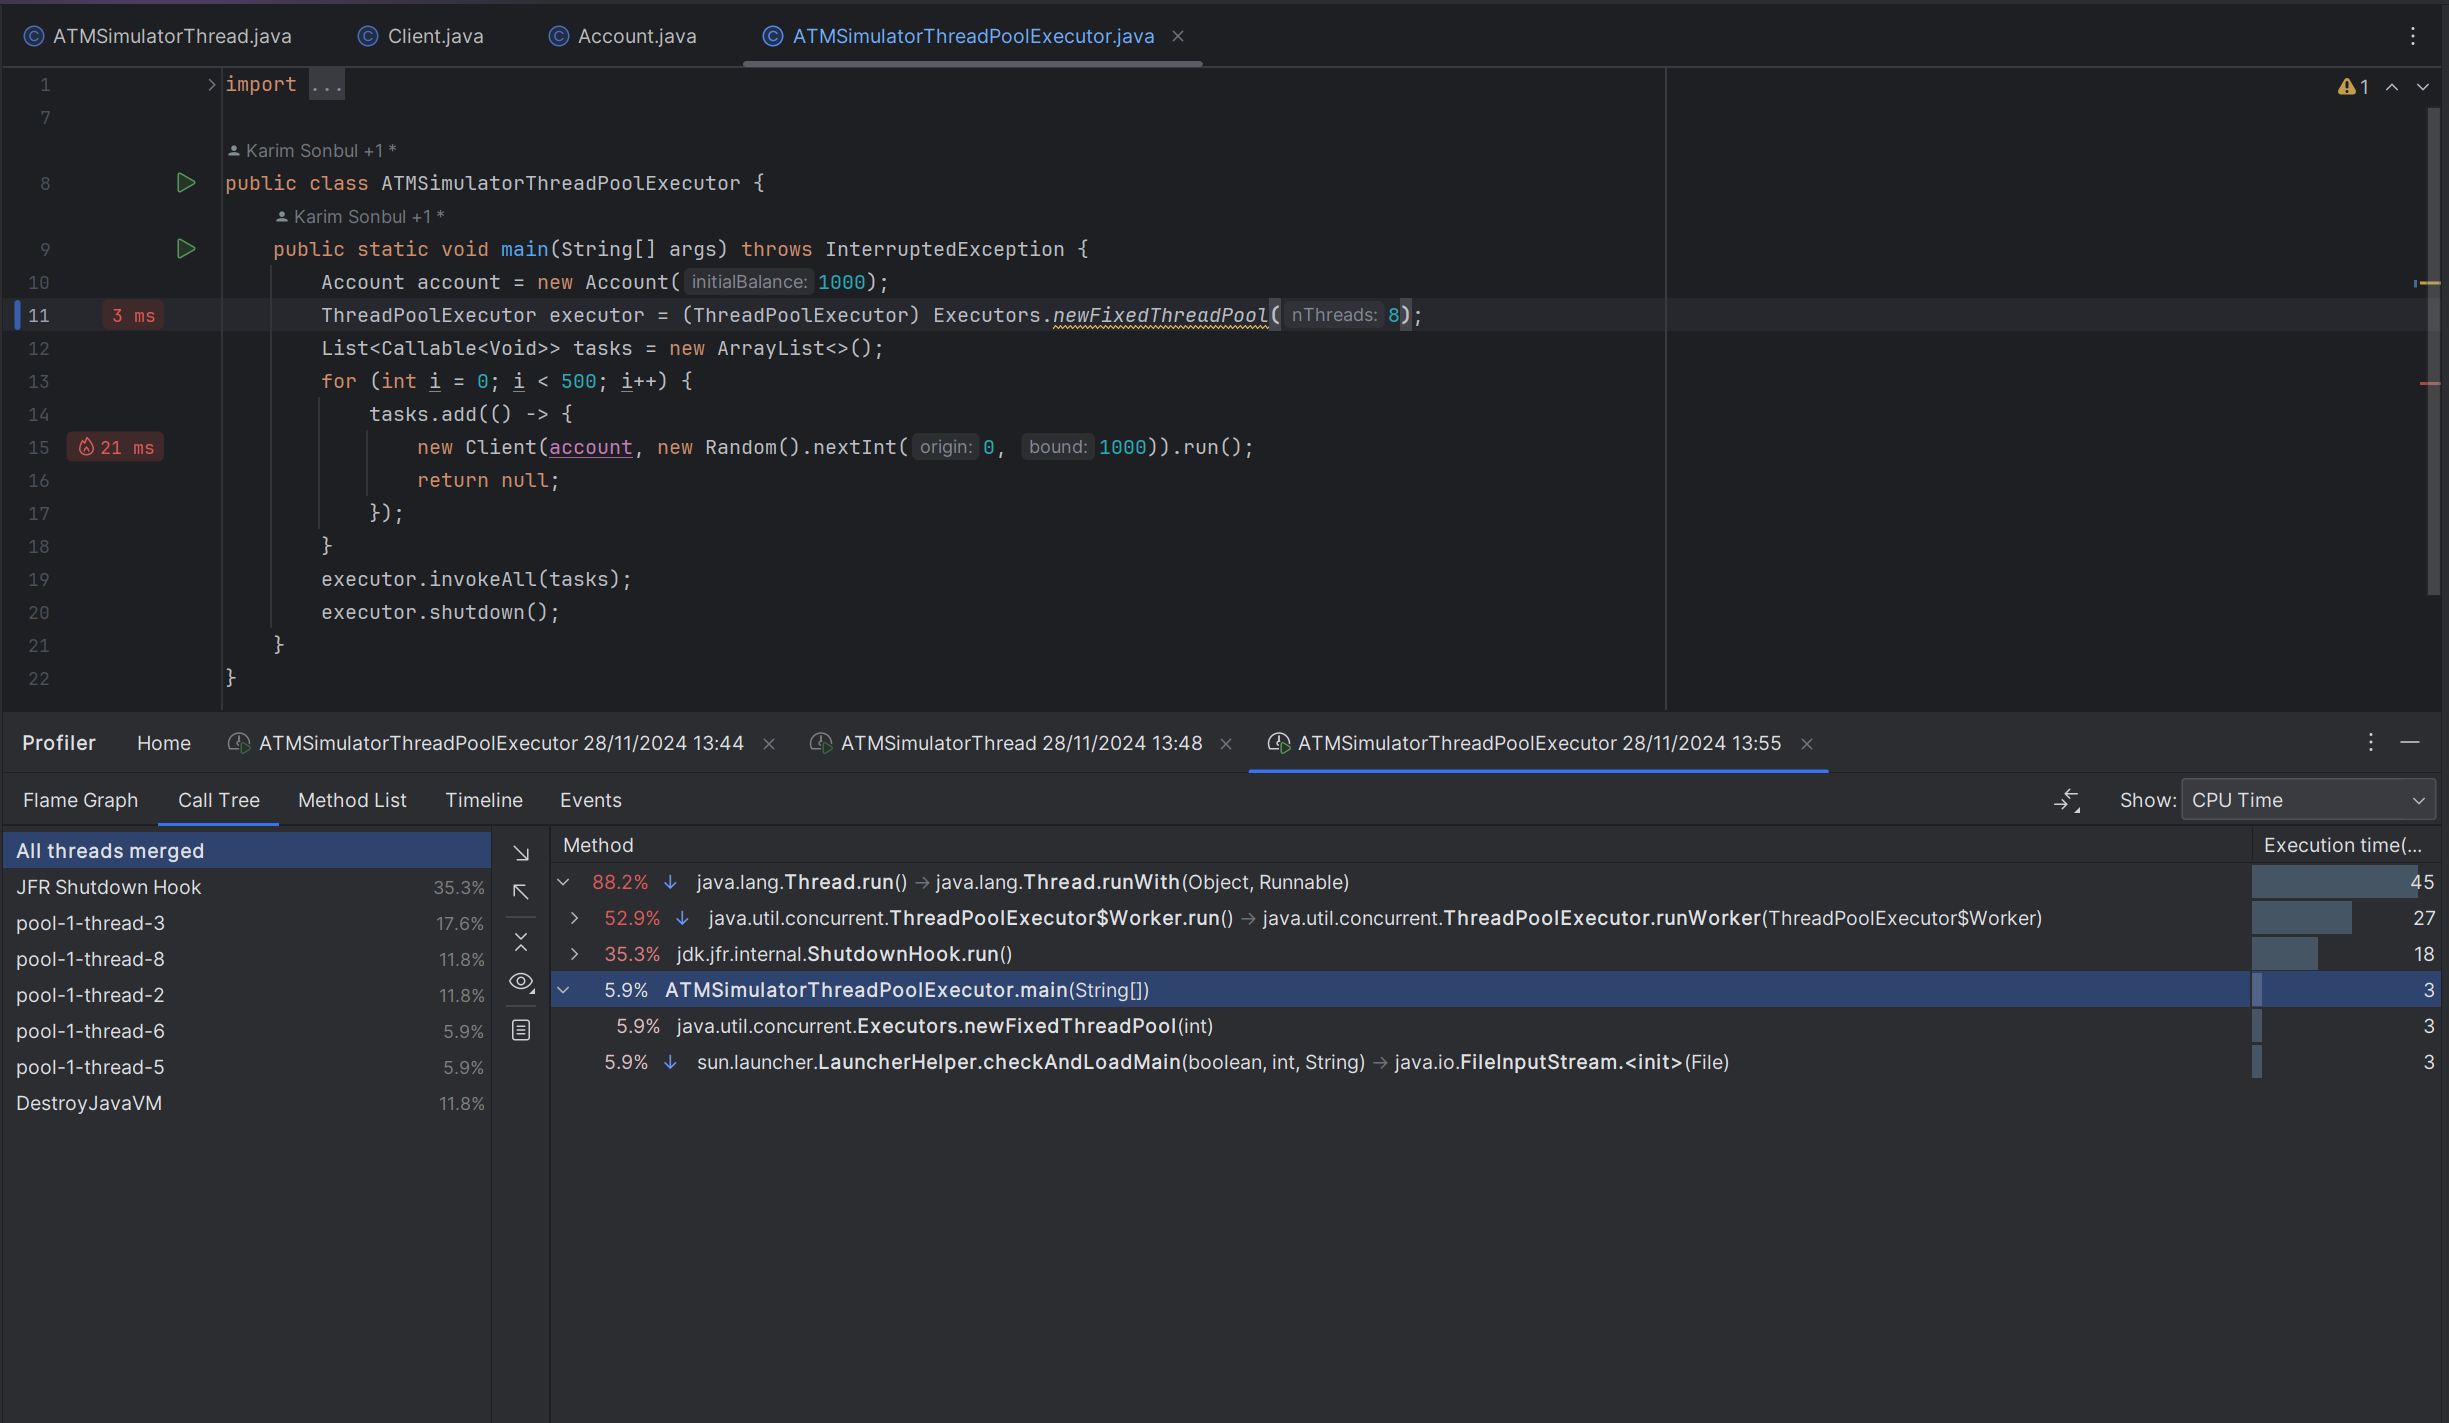 ATMSimulatorThread.java Client.java Account.java ATMSimulatorThreadPoolExecutor.java
1 import ...
1
7
Karim Sonbul +1 *
8 public class ATMSimulatorThreadPoolExecutor {
Karim Sonbul +1 *
9 public static void main(String[] args) throws InterruptedException {
10 Account account = new Account( initialBalance: 1000);
11 3 ms ThreadPoolExecutor executor = (ThreadPoolExecutor) Executors.newFixedThreadPool( nThreads: 8);
12 List<Callable<Void>> tasks = new ArrayList<>();
13 for (int i = 0; i < 500; i++) {
14 tasks.add(() -> {
15 21 ms new Client(account, new Random().nextInt( origin: 0, bound: 1000)).run();
16 return null;
17 });
18 }
19 executor.invokeAll(tasks);
20 executor.shutdown();
21 }
22 }
Profiler Home ATMSimulatorThreadPoolExecutor 28/11/2024 13:44 ATMSimulatorThread 28/11/2024 13:48 ATMSimulatorThreadPoolExecutor 28/11/2024 13:55
Flame Graph Call Tree Method List Timeline Events Show: CPU Time
All threads merged
JFR Shutdown Hook 35.3%
pool-1-thread-3 17.6%
pool-1-thread-8 11.8%
pool-1-thread-2 11.8%
pool-1-thread-6 5.9%
pool-1-thread-5 5.9%
DestroyJavaVM 11.8%
Method Execution time(...
88.2% java.lang.Thread.run() → java.lang.Thread.runWith(Object, Runnable) 45
52.9% java.util.concurrent.ThreadPoolExecutor$Worker.run() → java.util.concurrent.ThreadPoolExecutor.runWorker(ThreadPoolExecutor$Worker) 27
35.3% jdk.jfr.internal.ShutdownHook.run() 18
5.9% ATMSimulatorThreadPoolExecutor.main(String[]) 3
5.9% java.util.concurrent.Executors.newFixedThreadPool(int) 3
5.9% sun.launcher.LauncherHelper.checkAndLoadMain(boolean, int, String) → java.io.FileInputStream.<init>(File) 3